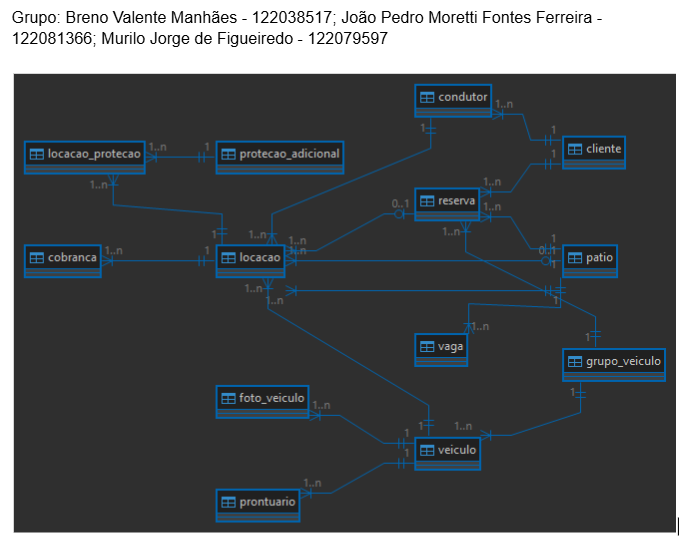 Grupo: Breno Valente Manhães - 122038517; João Pedro Moretti Fontes Ferreira -
122081366; Murilo Jorge de Figueiredo - 122079597
condutor
1..n
1
1
cliente
locacao_protecao
1..n
1
protecao_adicional
1..n
1..n
reserva
0..1
1..n
1..n
1
1..n
1..n
1
cobranca
1..n
1
locacao
1..n
1..n
patio
0..1
1
1..n
1..n
1
vaga
1..n
1
grupo_veiculo
1
foto_veiculo
1..n
1
1
1..n
veiculo
1
1..n
prontuario